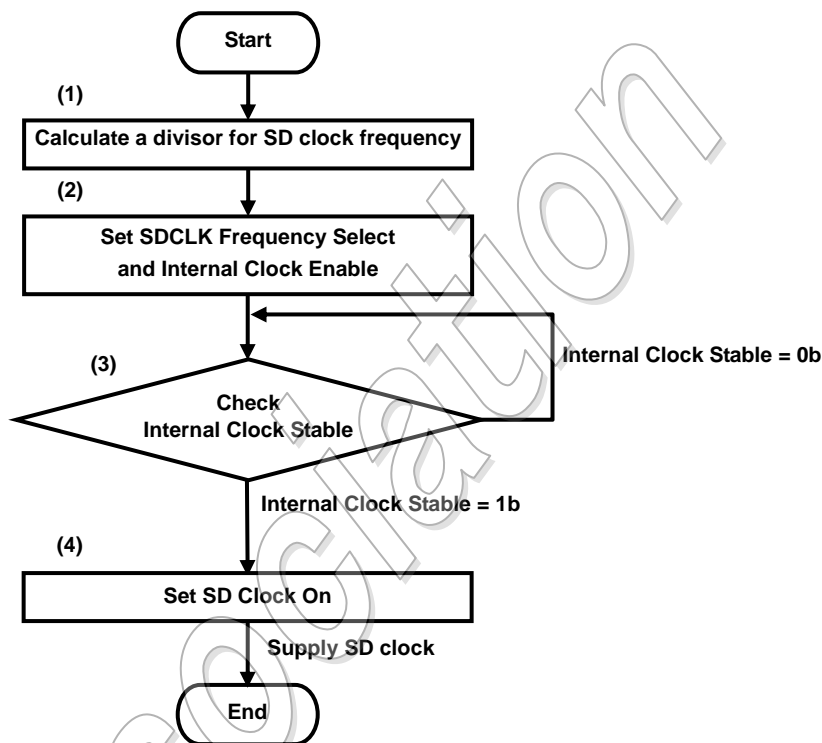 Start
(1)
Calculate a divisor for SD clock frequency
(2)
Set SDCLK Frequency Select
and Internal Clock Enable
Internal Clock Stable = 0b
(3)
Check
Internal Clock Stable
Internal Clock Stable = 1b
(4)
Set SD Clock On
Supply SD clock
End
ociation